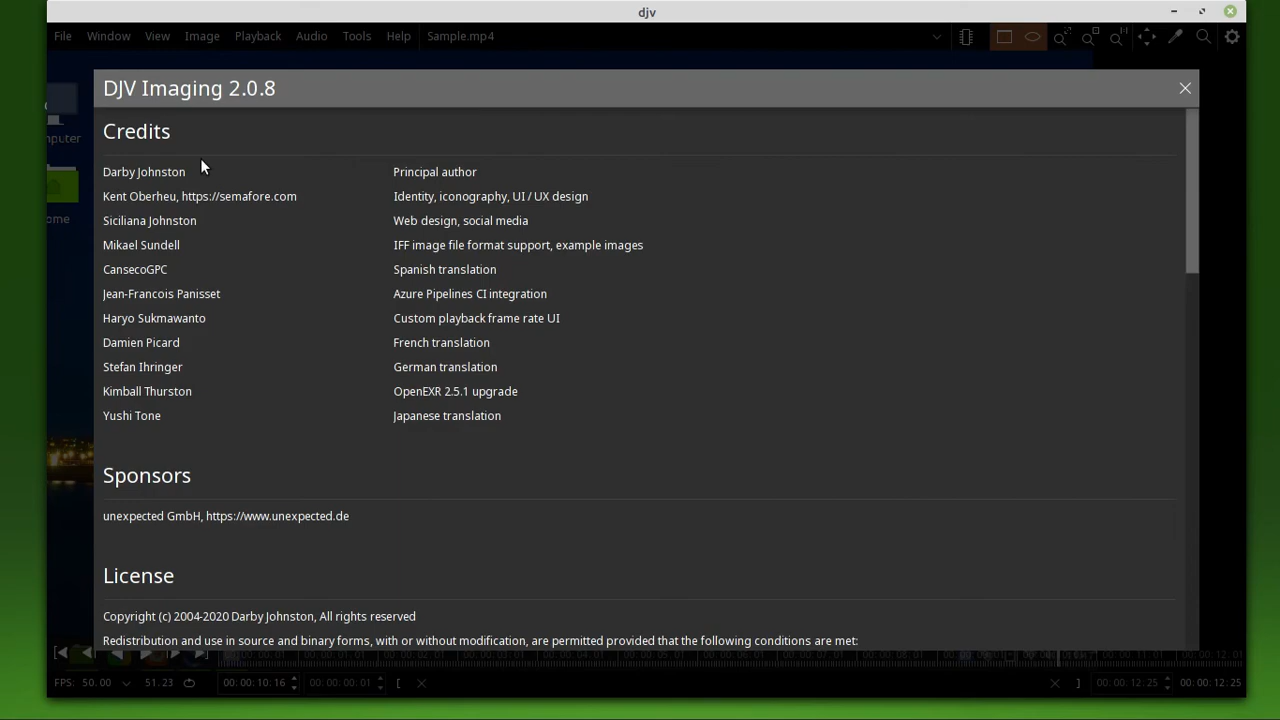 djv
File Window View Image Playback Audio Tools Help Sample.mp4
DJV Imaging 2.0.8
Credits
Darby Johnston Principal author
Kent Oberheu, https://semafore.com Identity, iconography, UI / UX design
Siciliana Johnston Web design, social media
Mikael Sundell IFF image file format support, example images
CansecoGPC Spanish translation
Jean-Francois Panisset Azure Pipelines CI integration
Haryo Sukmawanto Custom playback frame rate UI
Damien Picard French translation
Stefan Ihringer German translation
Kimball Thurston OpenEXR 2.5.1 upgrade
Yushi Tone Japanese translation
Sponsors
unexpected GmbH, https://www.unexpected.de
License
Copyright (c) 2004-2020 Darby Johnston, All rights reserved
Redistribution and use in source and binary forms, with or without modification, are permitted provided that the following conditions are met:
FPS: 50.00 51.23 00:00:10:16 00:00:00:01 00:00:12:25 00:00:12:25